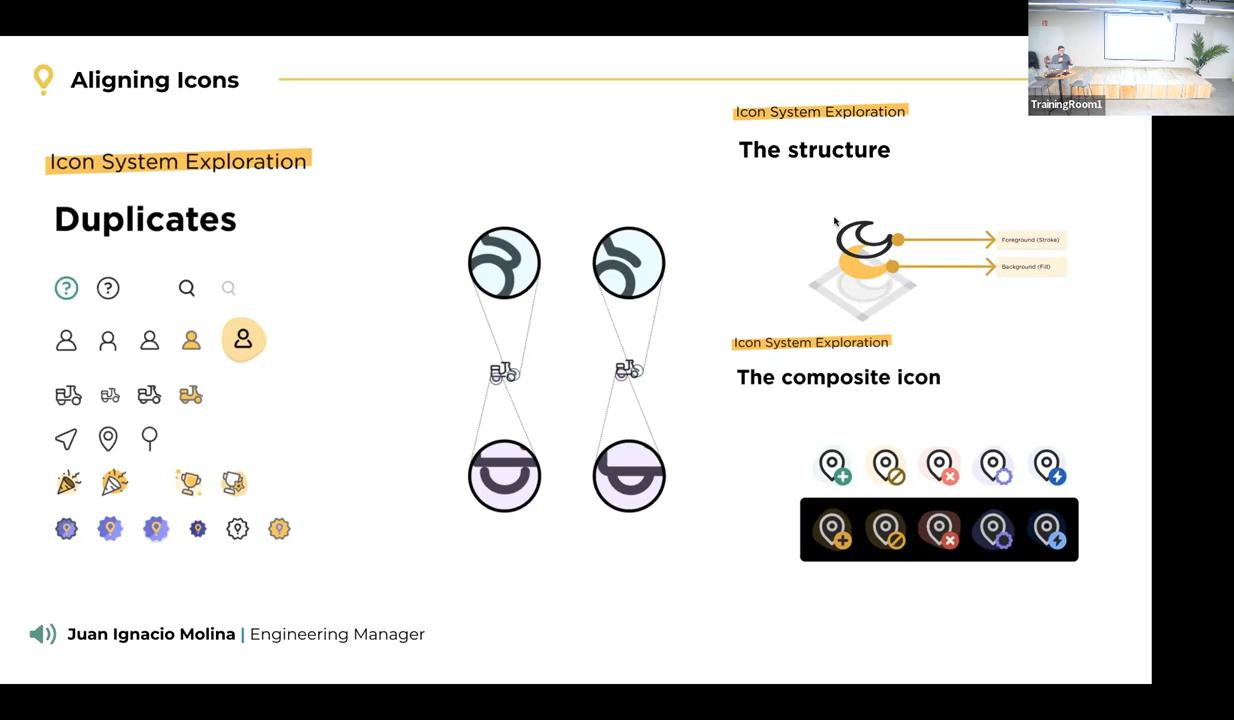 Aligning Icons
Icon System Exploration
Duplicates
Icon System Exploration
The structure
Foreground (Stroke)
Background (Fill)
Icon System Exploration
The composite icon
Juan Ignacio Molina | Engineering Manager
TrainingRoom1